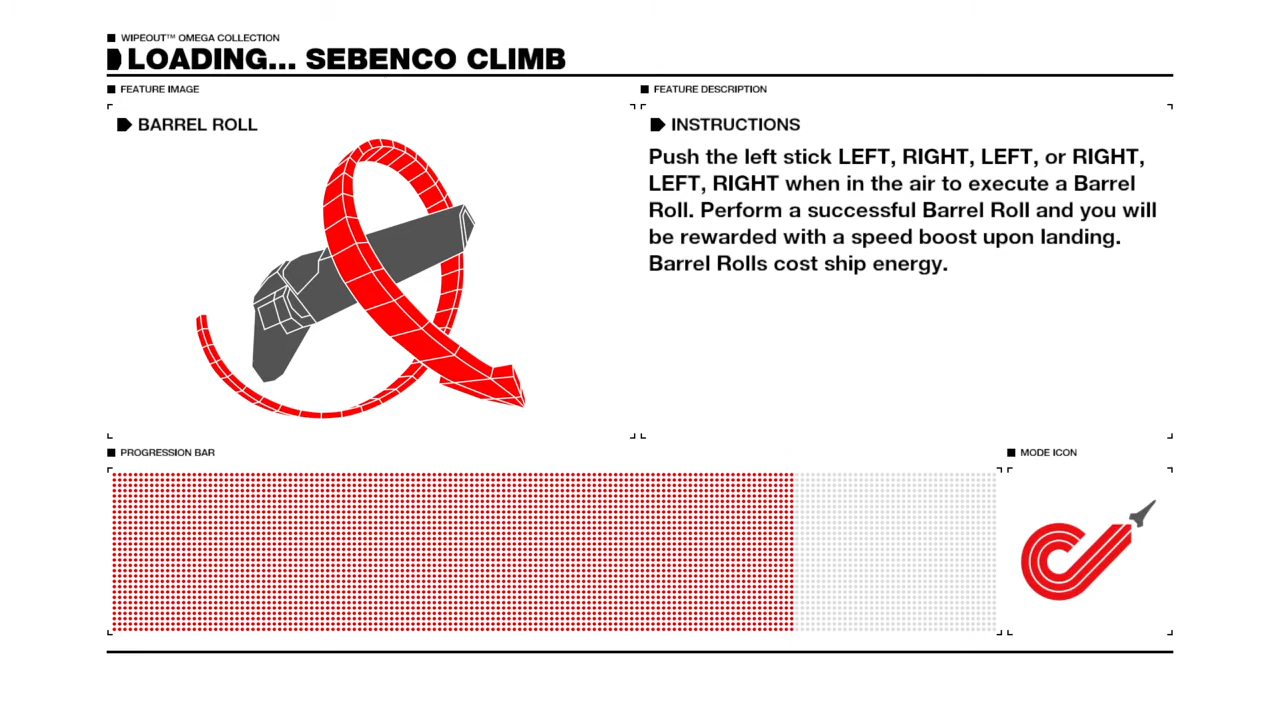 WIPEOUT™ OMEGA COLLECTION
LOADING... SEBENCO CLIMB
FEATURE IMAGE
BARREL ROLL
FEATURE DESCRIPTION
INSTRUCTIONS
Push the left stick LEFT, RIGHT, LEFT, or RIGHT,
LEFT, RIGHT when in the air to execute a Barrel
Roll. Perform a successful Barrel Roll and you will
be rewarded with a speed boost upon landing.
Barrel Rolls cost ship energy.
PROGRESSION BAR
MODE ICON